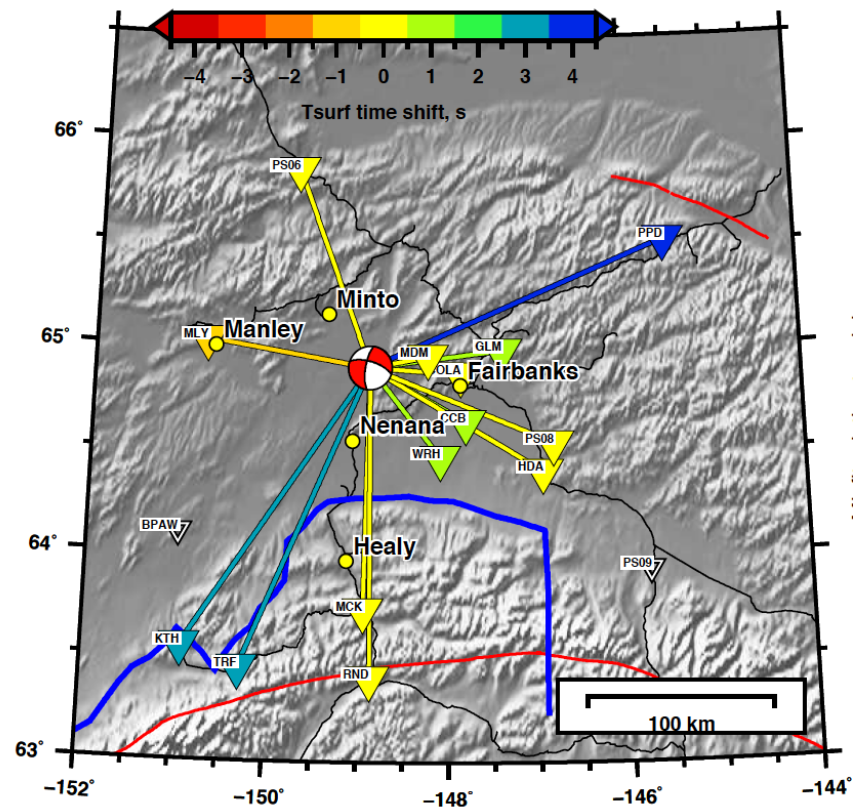 −4 −3 −2 −1 0 1 2 3 4
Tsurf time shift, s
66°
PS06
PPD
Minto
65°
MLY
Manley
MDM
GLM
OLA
Fairbanks
CCB
Nenana
PS08
WRH
HDA
64°
BPAW
Healy
PS09
MCK
KTH
TRF
RND
100 km
63°
−152° −150° −148° −146° −144°